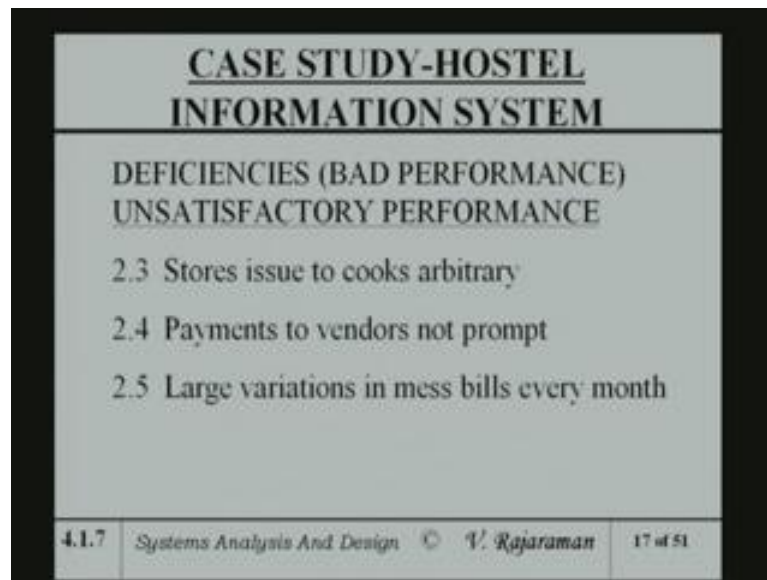 CASE STUDY-HOSTEL
INFORMATION SYSTEM
DEFICIENCIES (BAD PERFORMANCE)
UNSATISFACTORY PERFORMANCE
2.3 Stores issue to cooks arbitrary
2.4 Payments to vendors not prompt
2.5 Large variations in mess bills every month
4.1.7 Systems Analysis And Design © V. Rajaraman 17 of 51